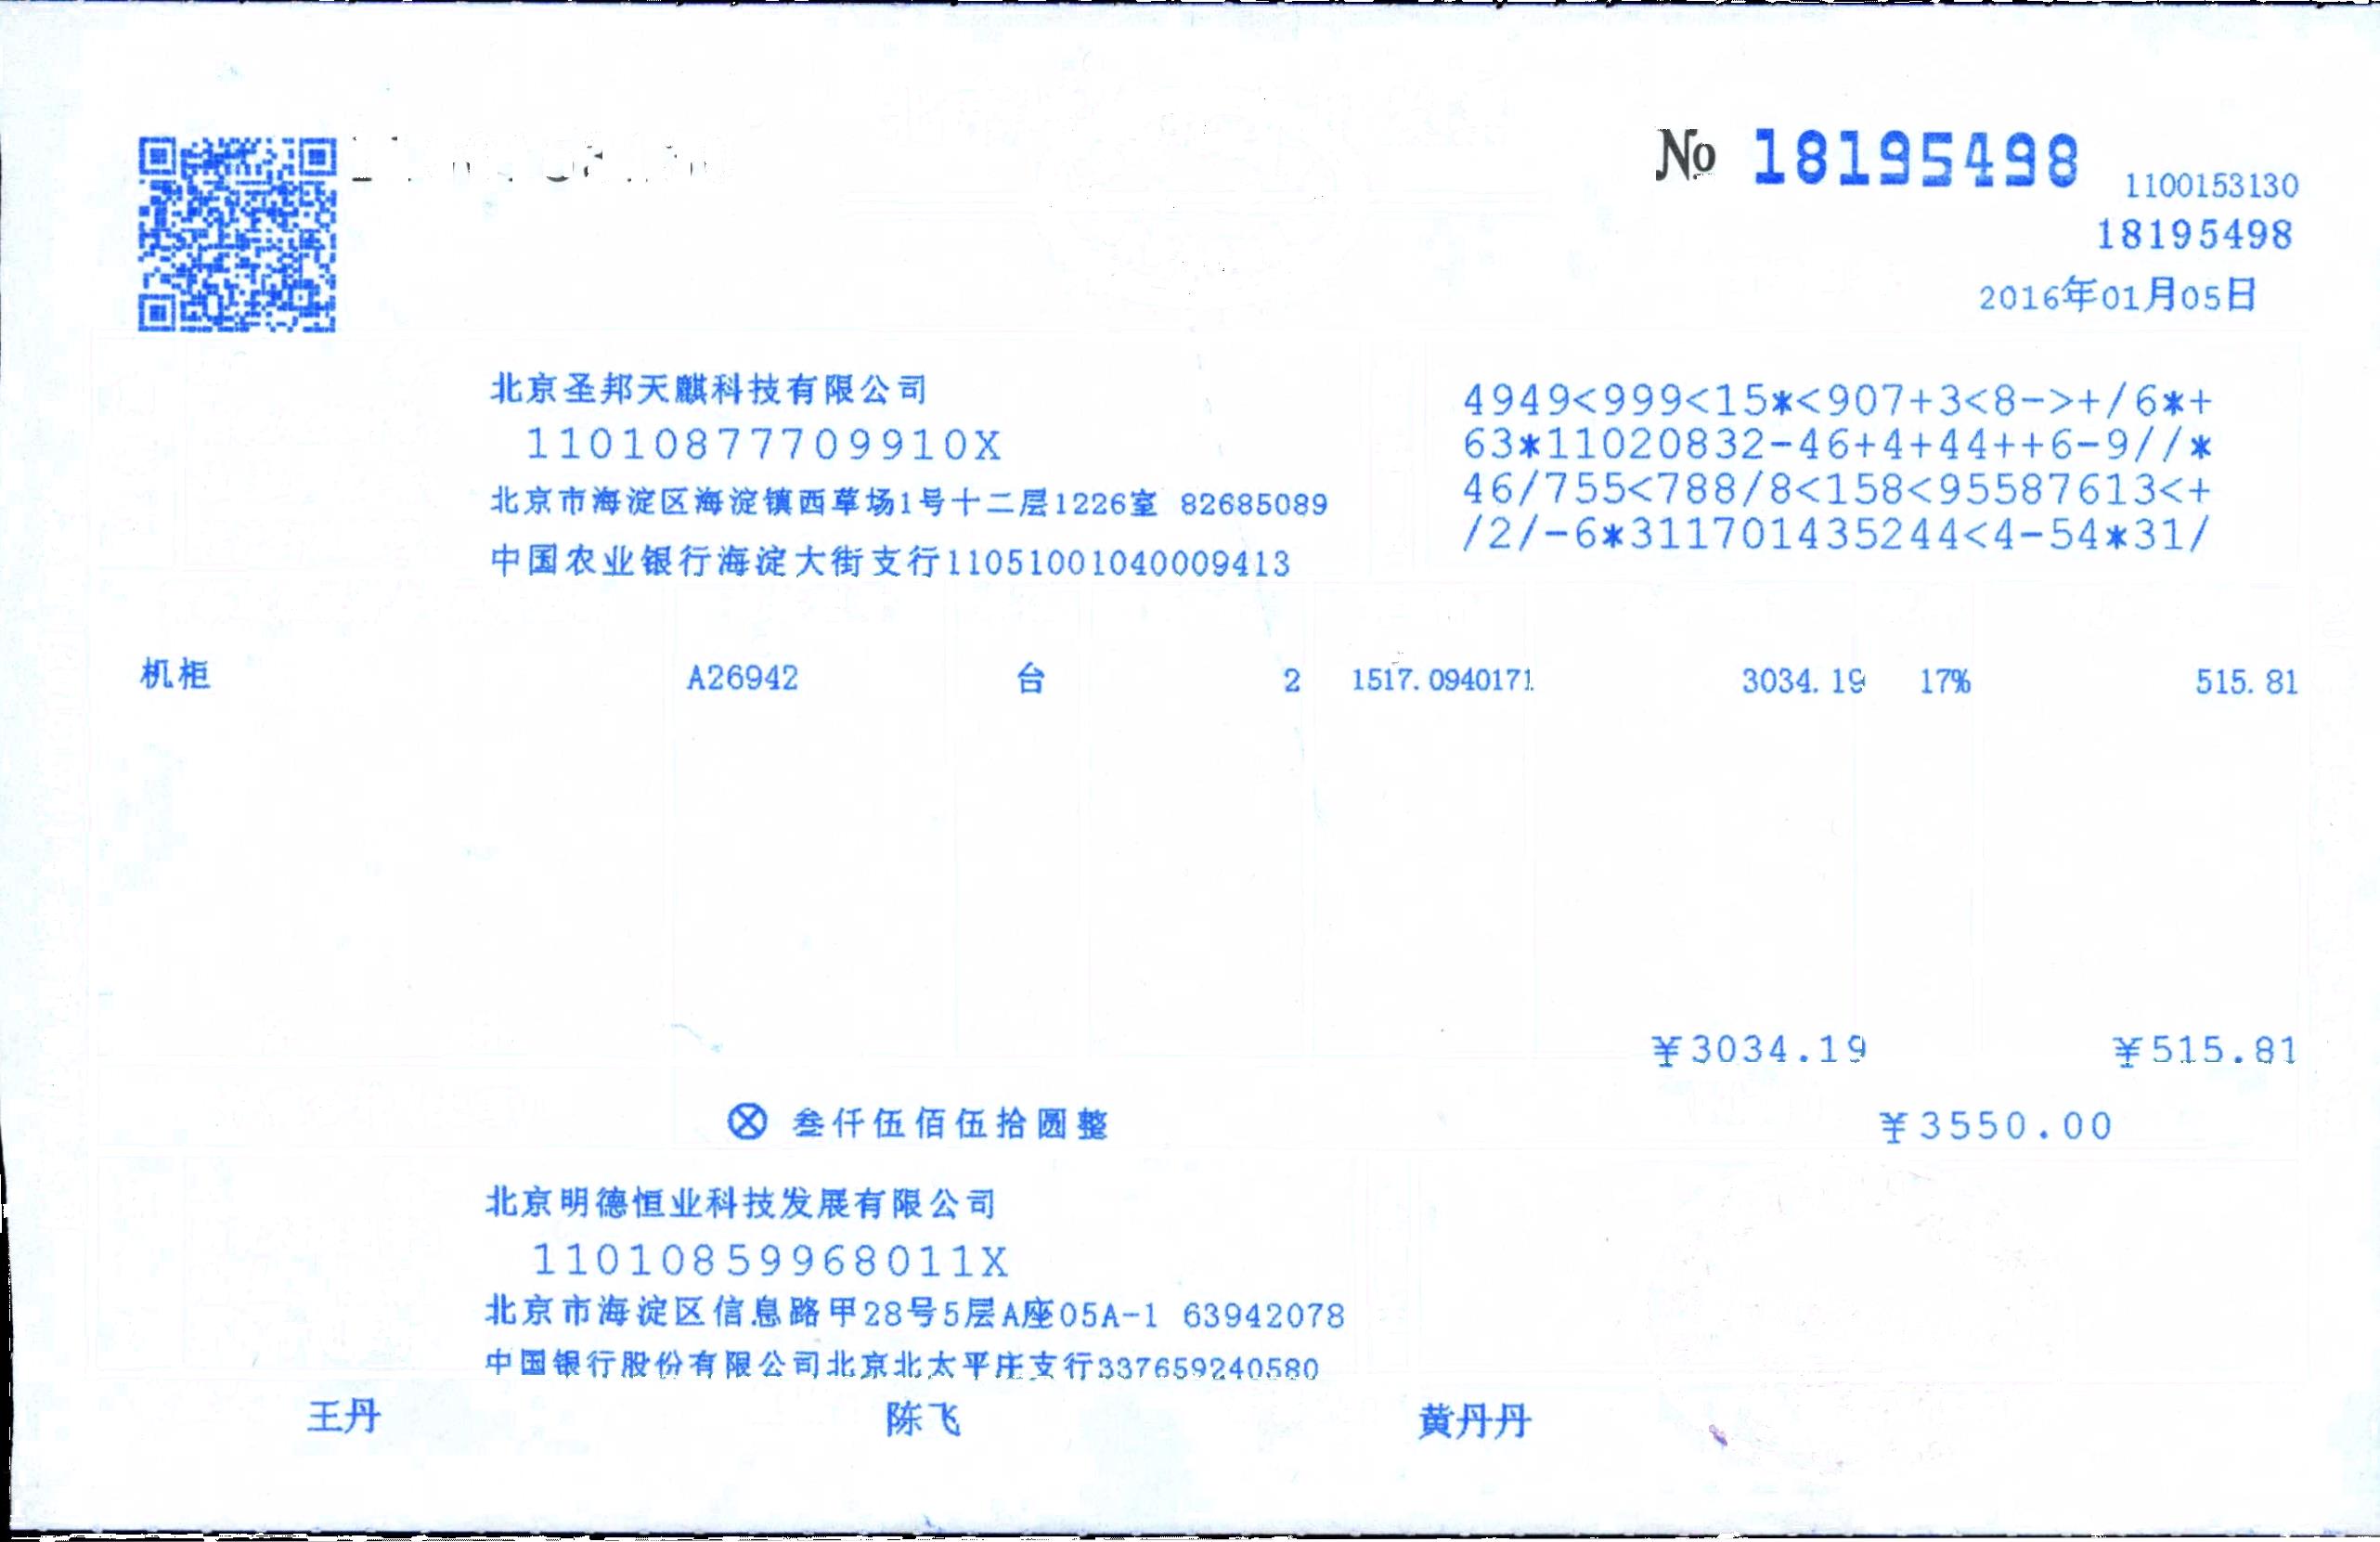 No 18195498
1100153130
18195498
2016年01月05日
北京圣邦天麒科技有限公司
11010877709910X
北京市海淀区海淀镇西草场1号十二层1226室 82685089
中国农业银行海淀大街支行11051001040009413
4949<999<15*<907+3<8->+/6*+
63*11020832-46+4+44++6-9//*
46/755<788/8<158<95587613<+
/2/-6*311701435244<4-54*31/
机柜 A26942 台 2 1517.0940171 3034.19 17% 515.81
¥3034.19 ¥515.81
ⓧ 叁仟伍佰伍拾圆整 ¥3550.00
北京明德恒业科技发展有限公司
11010859968011X
北京市海淀区信息路甲28号5层A座05A-1 63942078
中国银行股份有限公司北京北太平庄支行337659240580
王丹 陈飞 黄丹丹